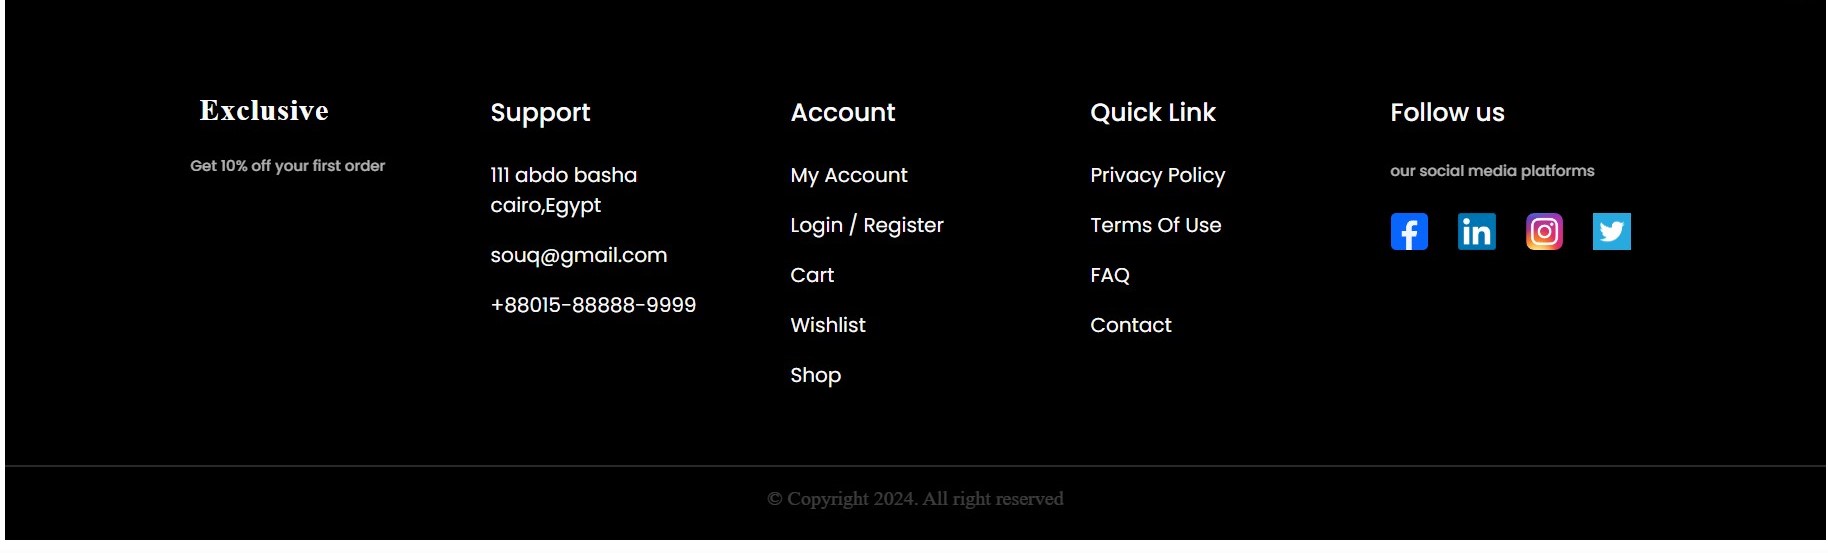 Exclusive
Get 10% off your first order
Support
111 abdo basha
cairo,Egypt
souq@gmail.com
+88015-88888-9999
Account
My Account
Login / Register
Cart
Wishlist
Shop
Quick Link
Privacy Policy
Terms Of Use
FAQ
Contact
Follow us
our social media platforms
© Copyright 2024. All right reserved